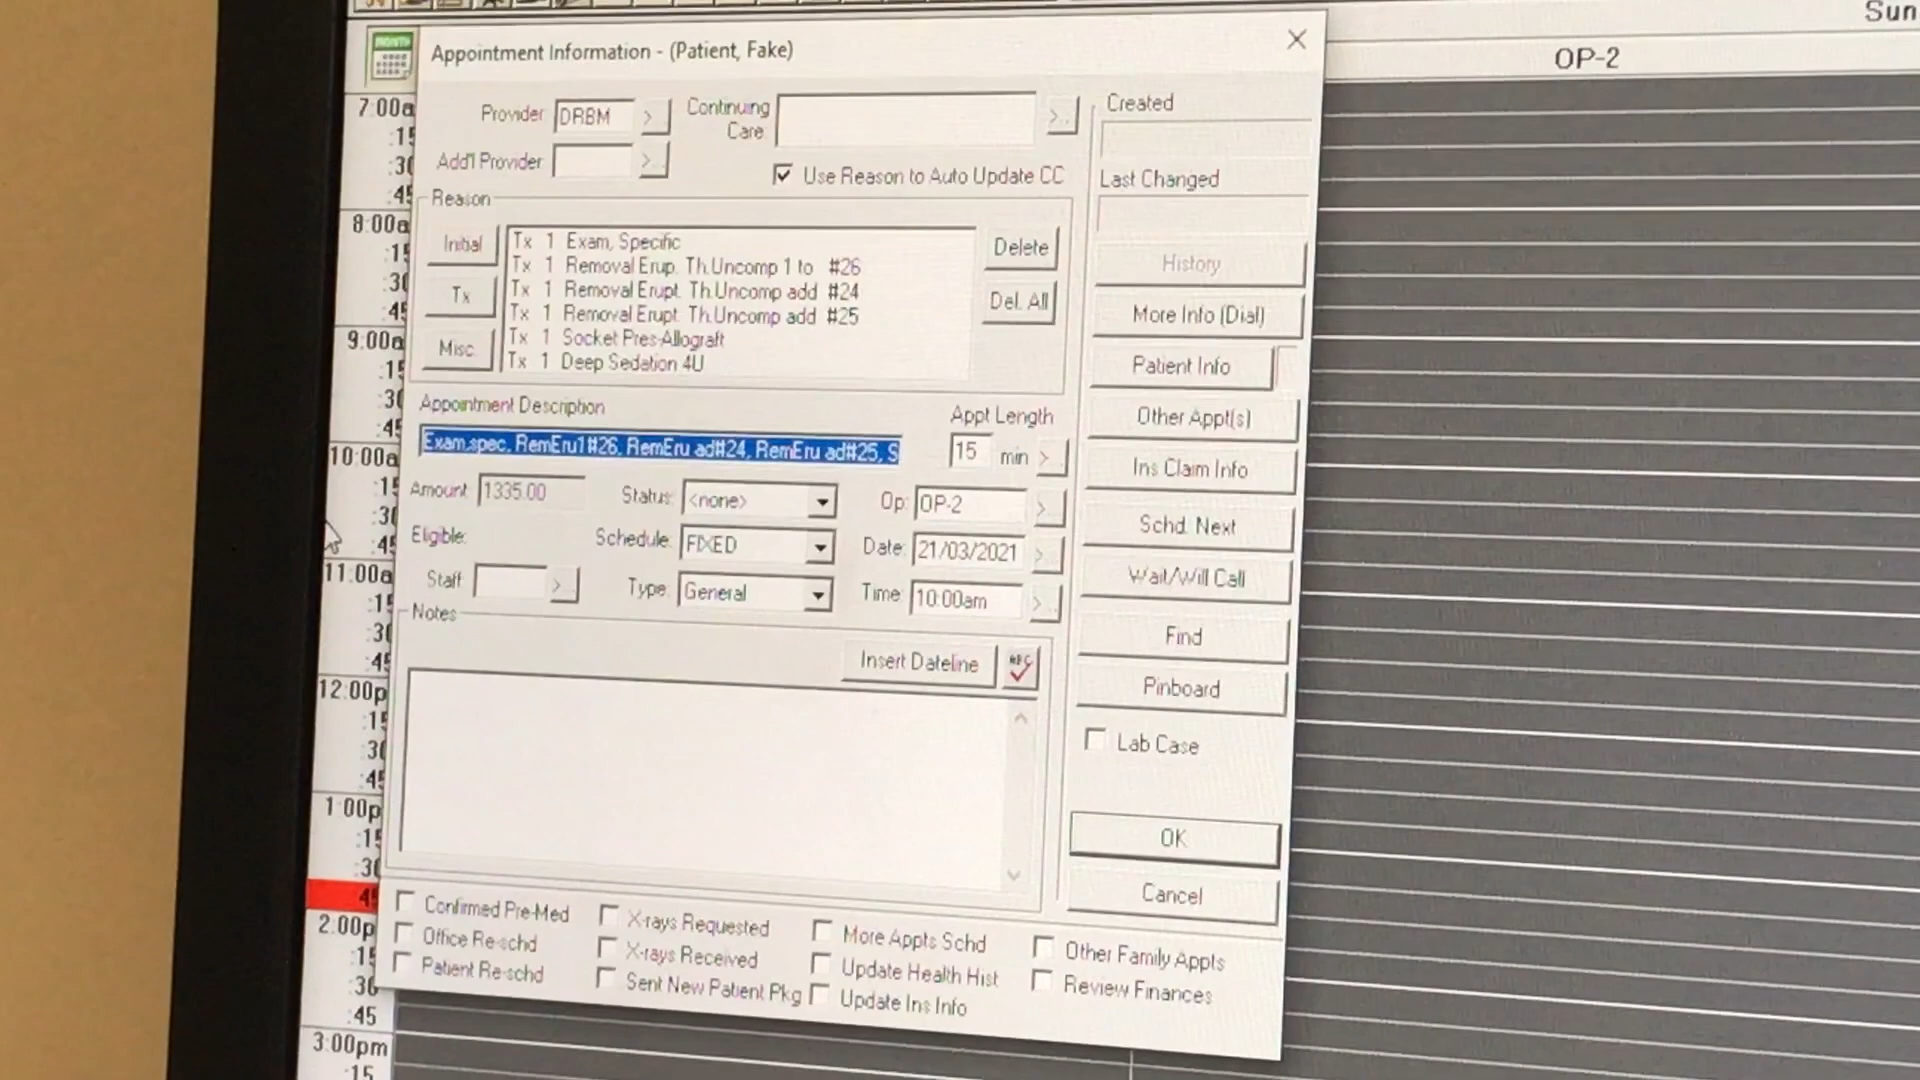 Sun
OP-2
MONTH
Appointment Information - (Patient, Fake)
Provider DRBM >
Continuing Care >..
Add'l Provider >..
Use Reason to Auto Update CC
Created
Last Changed
Reason
Initial
Tx
Misc.
Tx 1 Exam, Specific
Tx 1 Removal Erup. Th.Uncomp 1 to #26
Tx 1 Removal Erupt. Th.Uncomp add #24
Tx 1 Removal Erupt. Th.Uncomp add #25
Tx 1 Socket Pres-Allograft
Tx 1 Deep Sedation 4U
Delete
Del. All
Appointment Description
Exam,spec, RemEru1#26, RemEru ad#24, RemEru ad#25, S
Appt Length
15 min >
Amount: 1335.00
Status: <none>
Op: OP-2 >
Eligible:
Schedule: FIXED
Date: 21/03/2021 >
Staff >
Type: General
Time: 10:00am >
Notes
Insert Dateline
ABC
History
More Info (Dial)
Patient Info
Other Appt(s)
Ins Claim Info
Schd. Next
Wait/Will Call
Find
Pinboard
Lab Case
OK
Cancel
Confirmed Pre-Med
Office Re-schd
Patient Re-schd
X-rays Requested
X-rays Received
Sent New Patient Pkg
More Appts Schd
Update Health Hist
Update Ins Info
Other Family Appts
Review Finances
7:00a
:15
:30
:45
8:00a
:15
:30
:45
9:00a
:15
:30
:45
10:00a
:15
:30
:45
11:00a
:15
:30
:45
12:00p
:15
:30
:45
1:00p
:15
:30
45
2:00p
:15
:30
:45
3:00pm
:15